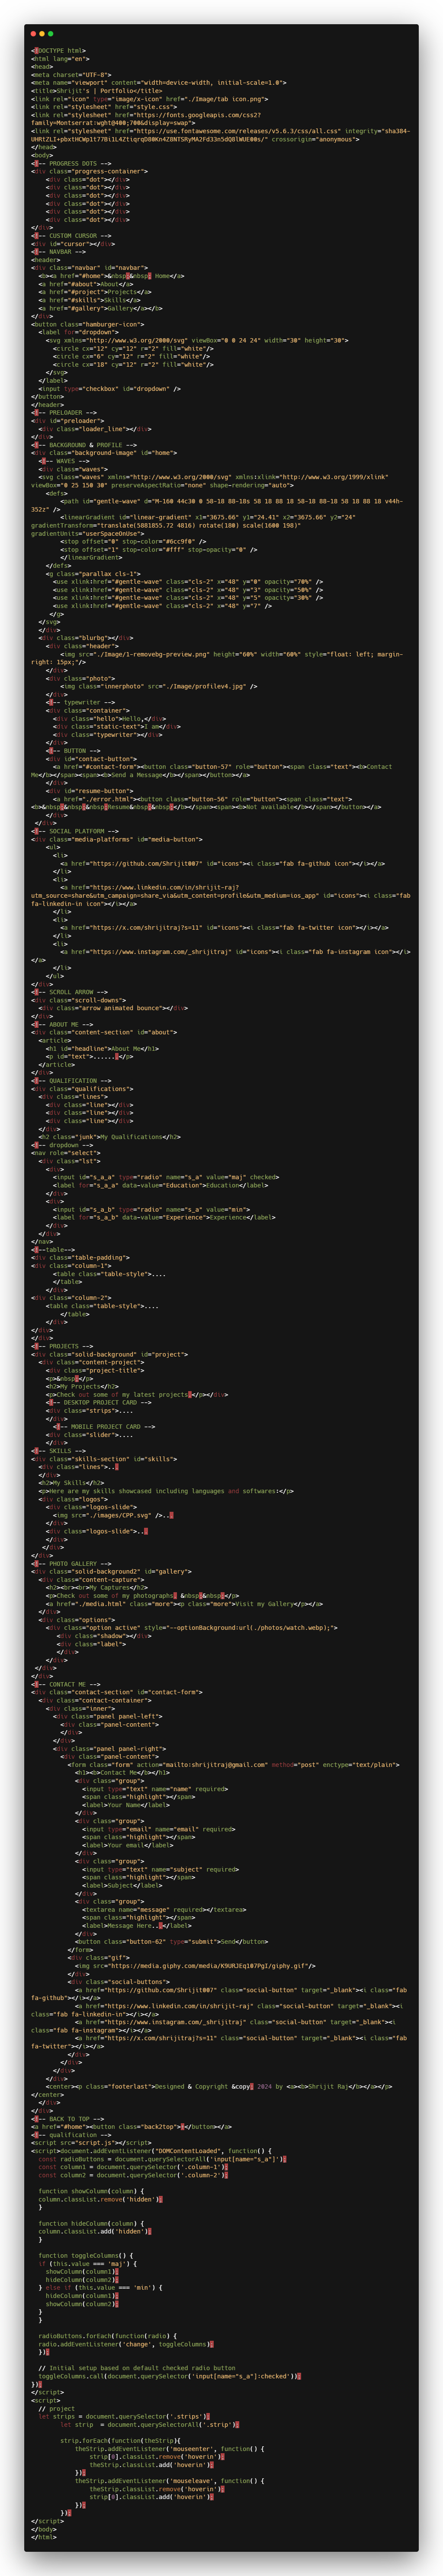 <!DOCTYPE html>
<html lang="en">
<head>
<meta charset="UTF-8">
<meta name="viewport" content="width=device-width, initial-scale=1.0">
<title>Shrijit's | Portfolio</title>
<link rel="icon" type="image/x-icon" href="./Image/tab icon.png">
<link rel="stylesheet" href="style.css">
<link rel="stylesheet" href="https://fonts.googleapis.com/css2?
family=Montserrat:wght@400;700&display=swap">
<link rel="stylesheet" href="https://use.fontawesome.com/releases/v5.6.3/css/all.css" integrity="sha384-
crossorigin="anonymous">
</head>
<body>
<!-- PROGRESS DOTS -->
<div class="progress-container">
<div class="dot"></div>
<div class="dot"></div>
<div class="dot"></div>
<div class="dot"></div>
<div class="dot"></div>
<div class="dot"></div>
</div>
<!-- CUSTOM CURSOR -->
<div id="cursor"></div>
<!-- NAVBAR -->
<header>
<div class="navbar" id="navbar">
<b><a href="#home">&nbsp;&nbsp; Home</a>
<a href="#about">About</a>
<a href="#project">Projects</a>
<a href="#skills">Skills</a>
<a href="#gallery">Gallery</a></b>
</div>
<button class="hamburger-icon">
<label for="dropdown">
<svg xmlns="http://www.w3.org/2000/svg" viewBox="0 0 24 24" width="30" height="30">
<circle cx="12" cy="12" r="2" fill="white"/>
<circle cx="6" cy="12" r="2" fill="white"/>
<circle cx="18" cy="12" r="2" fill="white"/>
</svg>
</label>
<input type="checkbox" id="dropdown" />
</button>
</header>
<!-- PRELOADER -->
<div id="preloader">
<div class="loader_line"></div>
</div>
<!-- BACKGROUND & PROFILE -->
<div class="background-image" id="home">
<!-- WAVES -->
<div class="waves">
<svg class="waves" xmlns="http://www.w3.org/2000/svg" xmlns:xlink="http://www.w3.org/1999/xlink"
viewBox="0 25 150 30" preserveAspectRatio="none" shape-rendering="auto">
<defs>
<path id="gentle-wave" d="M-160 44c30 0 58-18 88-18s 58 18 88 18 58-18 88-18 58 18 88 18 v44h-
352z" />
<linearGradient id="linear-gradient" x1="3675.66" y1="24.41" x2="3675.66" y2="24"
gradientTransform="translate(5881855.72 4816) rotate(180) scale(1600 198)"
gradientUnits="userSpaceOnUse">
<stop offset="0" stop-color="#6cc9f0" />
<stop offset="1" stop-color="#fff" stop-opacity="0" />
</linearGradient>
</defs>
<g class="parallax cls-1">
<use xlink:href="#gentle-wave" class="cls-2" x="48" y="0" opacity="70%" />
<use xlink:href="#gentle-wave" class="cls-2" x="48" y="3" opacity="50%" />
<use xlink:href="#gentle-wave" class="cls-2" x="48" y="5" opacity="30%" />
<use xlink:href="#gentle-wave" class="cls-2" x="48" y="7" />
</g>
</svg>
</div>
<div class="blurbg"></div>
<div class="header">
<img src="./Image/1-removebg-preview.png" height="60%" width="60%" style="float: left; margin-
right: 15px;"/>
</div>
<div class="photo">
<img class="innerphoto" src="./Image/profilev4.jpg" />
</div>
<!-- typewriter -->
<div class="container">
<div class="hello">Hello,</div>
<div class="static-text">I am</div>
<div class="typewriter"></div>
</div>
<!-- BUTTON -->
<div id="contact-button">
<a href="#contact-form"><button class="button-57" role="button"><span class="text"><b>Contact
Me</b></span><span><b>Send a Message</b></span></button></a>
</div>
<div id="resume-button">
<a href="./error.html"><button class="button-56" role="button"><span class="text">
<b>&nbsp;&nbsp;&nbsp;Resume&nbsp;&nbsp;</b></span><span><b>Not available</b></span></button></a>
</div>
</div>
<!-- SOCIAL PLATFORM -->
<div class="media-platforms" id="media-button">
<ul>
<li>
<a href="https://github.com/Shrijit007" id="icons"><i class="fab fa-github icon"></i></a>
</li>
<li>
<a href="https://www.linkedin.com/in/shrijit-raj?
utm_source=share&utm_campaign=share_via&utm_content=profile&utm_medium=ios_app" id="icons"><i class="fab
fa-linkedin-in icon"></i></a>
</li>
<li>
<a href="https://x.com/shrijitraj?s=11" id="icons"><i class="fab fa-twitter icon"></i></a>
</li>
<li>
<a href="https://www.instagram.com/_shrijitraj" id="icons"><i class="fab fa-instagram icon"></i>
</a>
</li>
</ul>
</div>
<!-- SCROLL ARROW -->
<div class="scroll-downs">
<div class="arrow animated bounce"></div>
</div>
<!-- ABOUT ME -->
<div class="content-section" id="about">
<article>
<h1 id="headline">About Me</h1>
<p id="text">.......</p>
</article>
</div>
<!-- QUALIFICATION -->
<div class="qualifications">
<div class="lines">
<div class="line"></div>
<div class="line"></div>
<div class="line"></div>
</div>
<h2 class="junk">My Qualifications</h2>
<!-- dropdown -->
<nav role="select">
<div class="lst">
<div>
<input id="s_a_a" type="radio" name="s_a" value="maj" checked>
<label for="s_a_a" data-value="Education">Education</label>
</div>
<div>
<input id="s_a_b" type="radio" name="s_a" value="min">
<label for="s_a_b" data-value="Experience">Experience</label>
</div>
</div>
</nav>
<!--table-->
<div class="table-padding">
<div class="column-1">
<table class="table-style">....
</table>
</div>
<div class="column-2">
<table class="table-style">....
</table>
</div>
</div>
</div>
<!-- PROJECTS -->
<div class="solid-background" id="project">
<div class="content-project">
<div class="project-title">
<p>&nbsp;</p>
<h2>My Projects</h2>
<p>Check out some of my latest projects.</p></div>
<!-- DESKTOP PROJECT CARD -->
<div class="strips">....
</div>
<!-- MOBILE PROJECT CARD -->
<div class="slider">....
</div>
<!-- SKILLS -->
<div class="skills-section" id="skills">
<div class="lines">...
</div>
<h2>My Skills</h2>
<p>Here are my skills showcased including languages and softwares:</p>
<div class="logos">
<div class="logos-slide">
<img src="./images/CPP.svg" />...
</div>
<div class="logos-slide">...
</div>
</div>
</div>
<!-- PHOTO GALLERY -->
<div class="solid-background2" id="gallery">
<div class="content-capture">
<h2><br><br>My Captures</h2>
<p>Check out some of my photographs. &nbsp;&nbsp;</p>
<a href="./media.html" class="more"><p class="more">Visit my Gallery</p></a>
</div>
<div class="options">
<div class="option active" style="--optionBackground:url(./photos/watch.webp);">
<div class="shadow"></div>
<div class="label">
</div>
</div>
</div>
</div>
<!-- CONTACT ME -->
<div class="contact-section" id="contact-form">
<div class="contact-container">
<div class="inner">
<div class="panel panel-left">
<div class="panel-content">
</div>
</div>
<div class="panel panel-right">
<div class="panel-content">
<form class="form" action="mailto:shrijitraj@gmail.com" method="post" enctype="text/plain">
<h1><b>Contact Me</b></h1>
<div class="group">
<input type="text" name="name" required>
<span class="highlight"></span>
<label>Your Name</label>
</div>
<div class="group">
<input type="email" name="email" required>
<span class="highlight"></span>
<label>Your email</label>
</div>
<div class="group">
<input type="text" name="subject" required>
<span class="highlight"></span>
<label>Subject</label>
</div>
<div class="group">
<textarea name="message" required></textarea>
<span class="highlight"></span>
<label>Message Here...</label>
</div>
<button class="button-62" type="submit">Send</button>
</form>
<div class="gif">
<img src="https://media.giphy.com/media/K9URJEq107PgI/giphy.gif"/>
</div>
<div class="social-buttons">
<a href="https://github.com/Shrijit007" class="social-button" target="_blank"><i class="fab
fa-github"></i></a>
<a href="https://www.linkedin.com/in/shrijit-raj" class="social-button" target="_blank"><i
class="fab fa-linkedin-in"></i></a>
<a href="https://www.instagram.com/_shrijitraj" class="social-button" target="_blank"><i
class="fab fa-instagram"></i></a>
<a href="https://x.com/shrijitraj?s=11" class="social-button" target="_blank"><i class="fab
fa-twitter"></i></a>
</div>
</div>
</div>
</div>
<center><p class="footerlast">Designed & Copyright &copy; 2024 by <a><b>Shrijit Raj</b></a></p>
</center>
</div>
</div>
<!-- BACK TO TOP -->
<a href="#home"><button class="back2top"></button></a>
<!-- qualification -->
<script src="script.js"></script>
<script>document.addEventListener("DOMContentLoaded", function() {
const radioButtons = document.querySelectorAll('input[name="s_a"]');
const column1 = document.querySelector('.column-1');
const column2 = document.querySelector('.column-2');
function showColumn(column) {
column.classList.remove('hidden');
}
function hideColumn(column) {
column.classList.add('hidden');
}
function toggleColumns() {
if (this.value === 'maj') {
showColumn(column1);
hideColumn(column2);
} else if (this.value === 'min') {
hideColumn(column1);
showColumn(column2);
}
}
radioButtons.forEach(function(radio) {
radio.addEventListener('change', toggleColumns);
});
// Initial setup based on default checked radio button
toggleColumns.call(document.querySelector('input[name="s_a"]:checked'));
});
</script>
<script>
// project
let strips = document.querySelector('.strips');
let strip = document.querySelectorAll('.strip');
strip.forEach(function(theStrip){
theStrip.addEventListener('mouseenter', function() {
strip[0].classList.remove('hoverin');
theStrip.classList.add('hoverin');
});
theStrip.addEventListener('mouseleave', function() {
theStrip.classList.remove('hoverin');
strip[0].classList.add('hoverin');
});
});
</script>
</body>
</html>